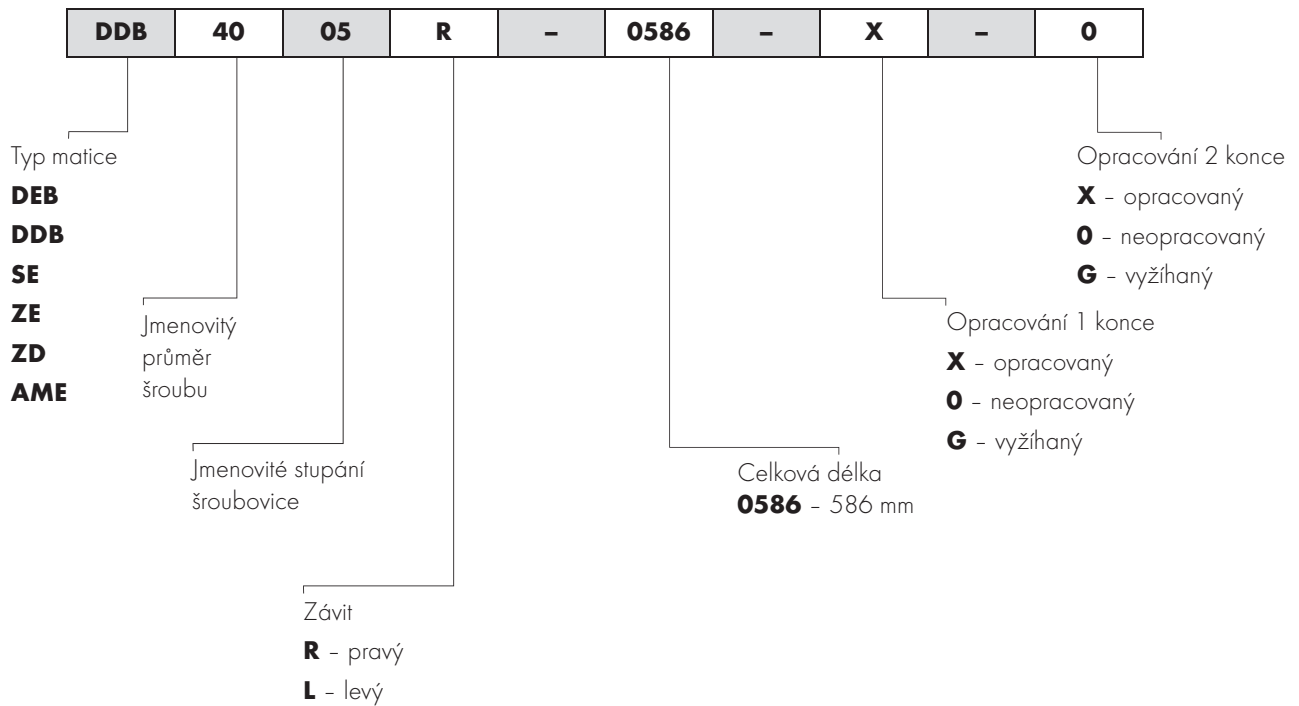 DDB 40 05 R – 0586 – X – 0
Typ matice
DEB
DDB
SE
ZE
ZD
AME
Jmenovitý
průměr
šroubu
Jmenovité stupání
šroubovice
Závit
R – pravý
L – levý
Celková délka
0586 – 586 mm
Opracování 1 konce
X – opracovaný
0 – neopracovaný
G – vyžíhaný
Opracování 2 konce
X – opracovaný
0 – neopracovaný
G – vyžíhaný